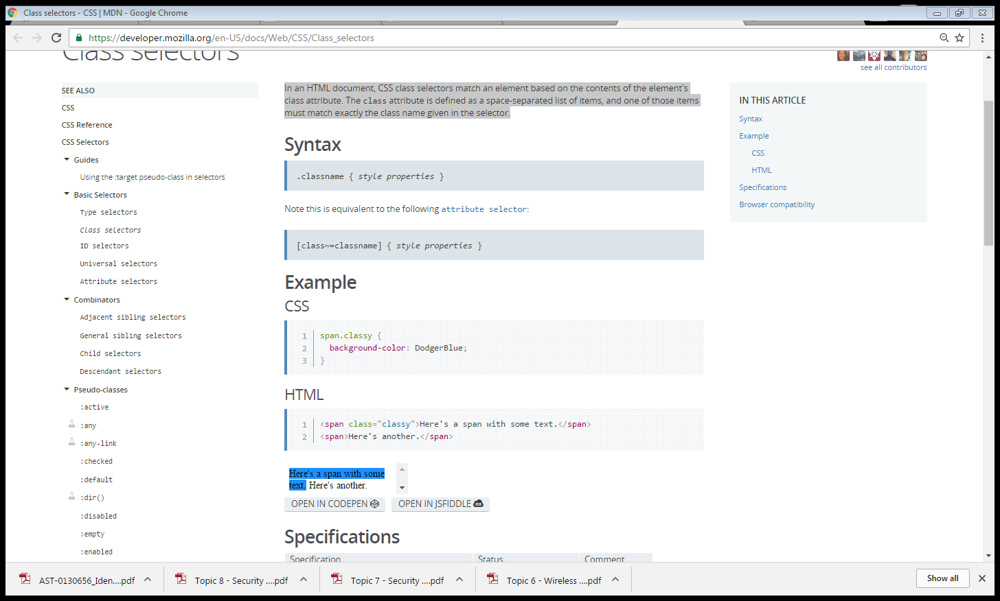 Class selectors - CSS | MDN - Google Chrome
https://developer.mozilla.org/en-US/docs/Web/CSS/Class_selectors
Class selectors
see all contributors
SEE ALSO
CSS
CSS Reference
CSS Selectors
Guides
Using the :target pseudo-class in selectors
Basic Selectors
Type selectors
Class selectors
ID selectors
Universal selectors
Attribute selectors
Combinators
Adjacent sibling selectors
General sibling selectors
Child selectors
Descendant selectors
Pseudo-classes
:active
:any
:any-link
:checked
:default
:dir()
:disabled
:empty
:enabled
In an HTML document, CSS class selectors match an element based on the contents of the element's
class attribute. The class attribute is defined as a space-separated list of items, and one of those items
must match exactly the class name given in the selector.
Syntax
.classname { style properties }
Note this is equivalent to the following attribute selector:
[class~=classname] { style properties }
Example
CSS
1 span.classy {
2 background-color: DodgerBlue;
3 }
HTML
1 <span class="classy">Here's a span with some text.</span>
2 <span>Here's another.</span>
Here's a span with some
text. Here's another.
OPEN IN CODEPEN
OPEN IN JSFIDDLE
Specifications
Specification Status Comment
IN THIS ARTICLE
Syntax
Example
CSS
HTML
Specifications
Browser compatibility
AST-0130656_Iden....pdf
Topic 8 - Security ....pdf
Topic 7 - Security ....pdf
Topic 6 - Wireless ....pdf
Show all